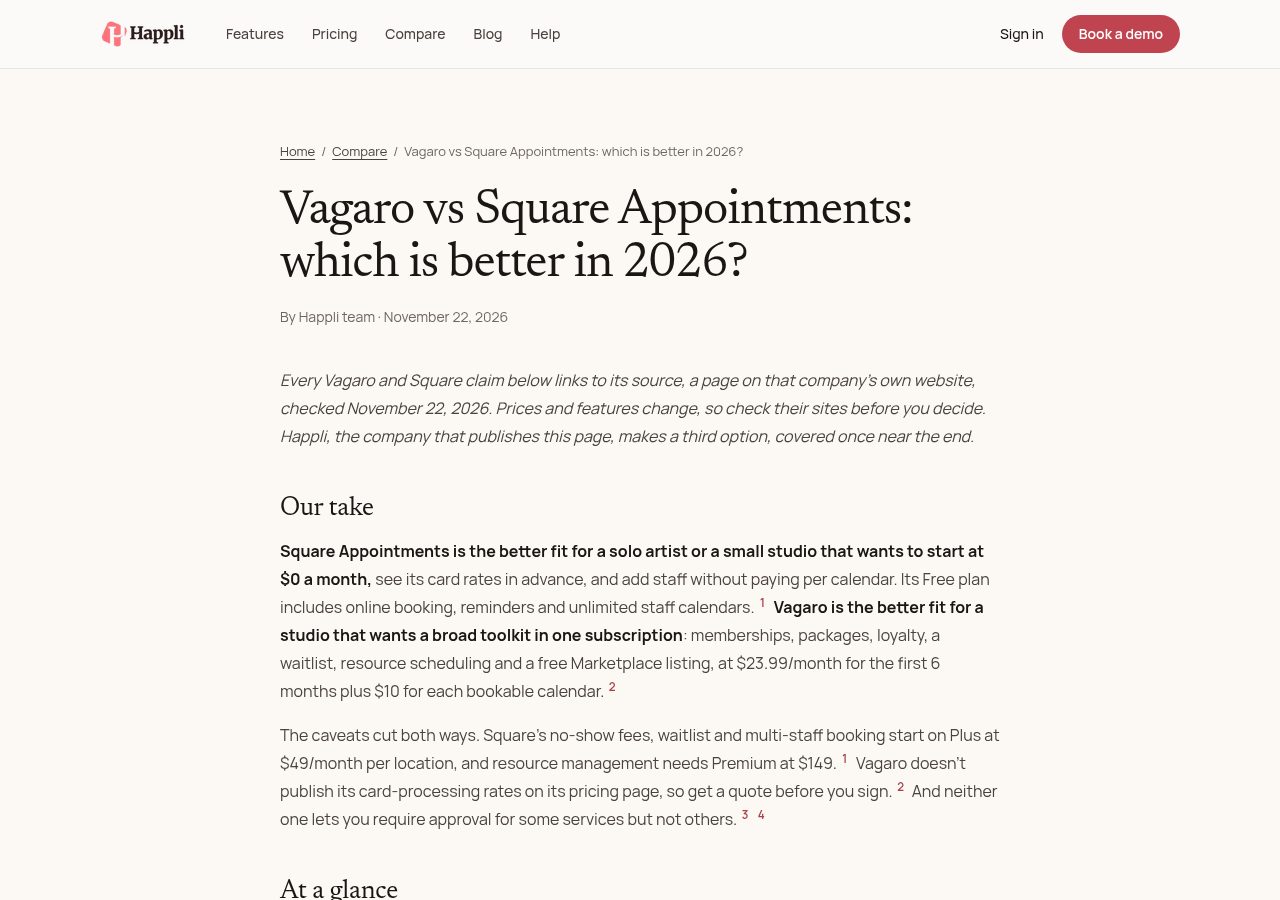 Happli
Features
Pricing
Compare
Blog
Help
Sign in
Book a demo
Home / Compare / Vagaro vs Square Appointments: which is better in 2026?
Vagaro vs Square Appointments:
which is better in 2026?
By Happli team · November 22, 2026
Every Vagaro and Square claim below links to its source, a page on that company’s own website,
checked November 22, 2026. Prices and features change, so check their sites before you decide.
Happli, the company that publishes this page, makes a third option, covered once near the end.
Our take
Square Appointments is the better fit for a solo artist or a small studio that wants to start at
$0 a month, see its card rates in advance, and add staff without paying per calendar. Its Free plan
includes online booking, reminders and unlimited staff calendars. 1 Vagaro is the better fit for a
studio that wants a broad toolkit in one subscription: memberships, packages, loyalty, a
waitlist, resource scheduling and a free Marketplace listing, at $23.99/month for the first 6
months plus $10 for each bookable calendar. 2
The caveats cut both ways. Square’s no-show fees, waitlist and multi-staff booking start on Plus at
$49/month per location, and resource management needs Premium at $149. 1 Vagaro doesn’t
publish its card-processing rates on its pricing page, so get a quote before you sign. 2 And neither
one lets you require approval for some services but not others. 3 4
At a glance